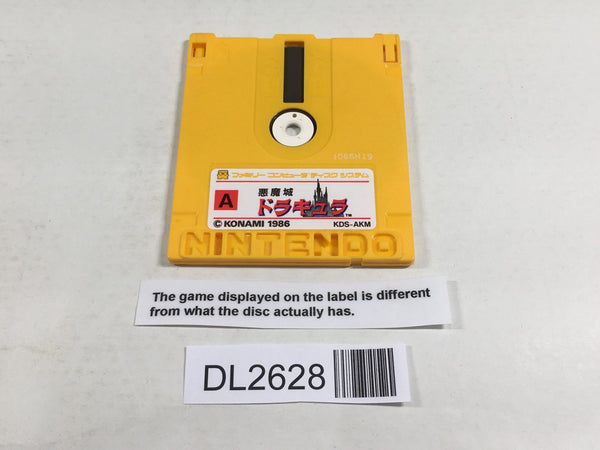 ファミリー コンピュータ ディスク システム
A
悪魔城
ドラキュラ™
© KONAMI 1986 KDS-AKM
NINTENDO
The game displayed on the label is different
from what the disc actually has.
DL2628